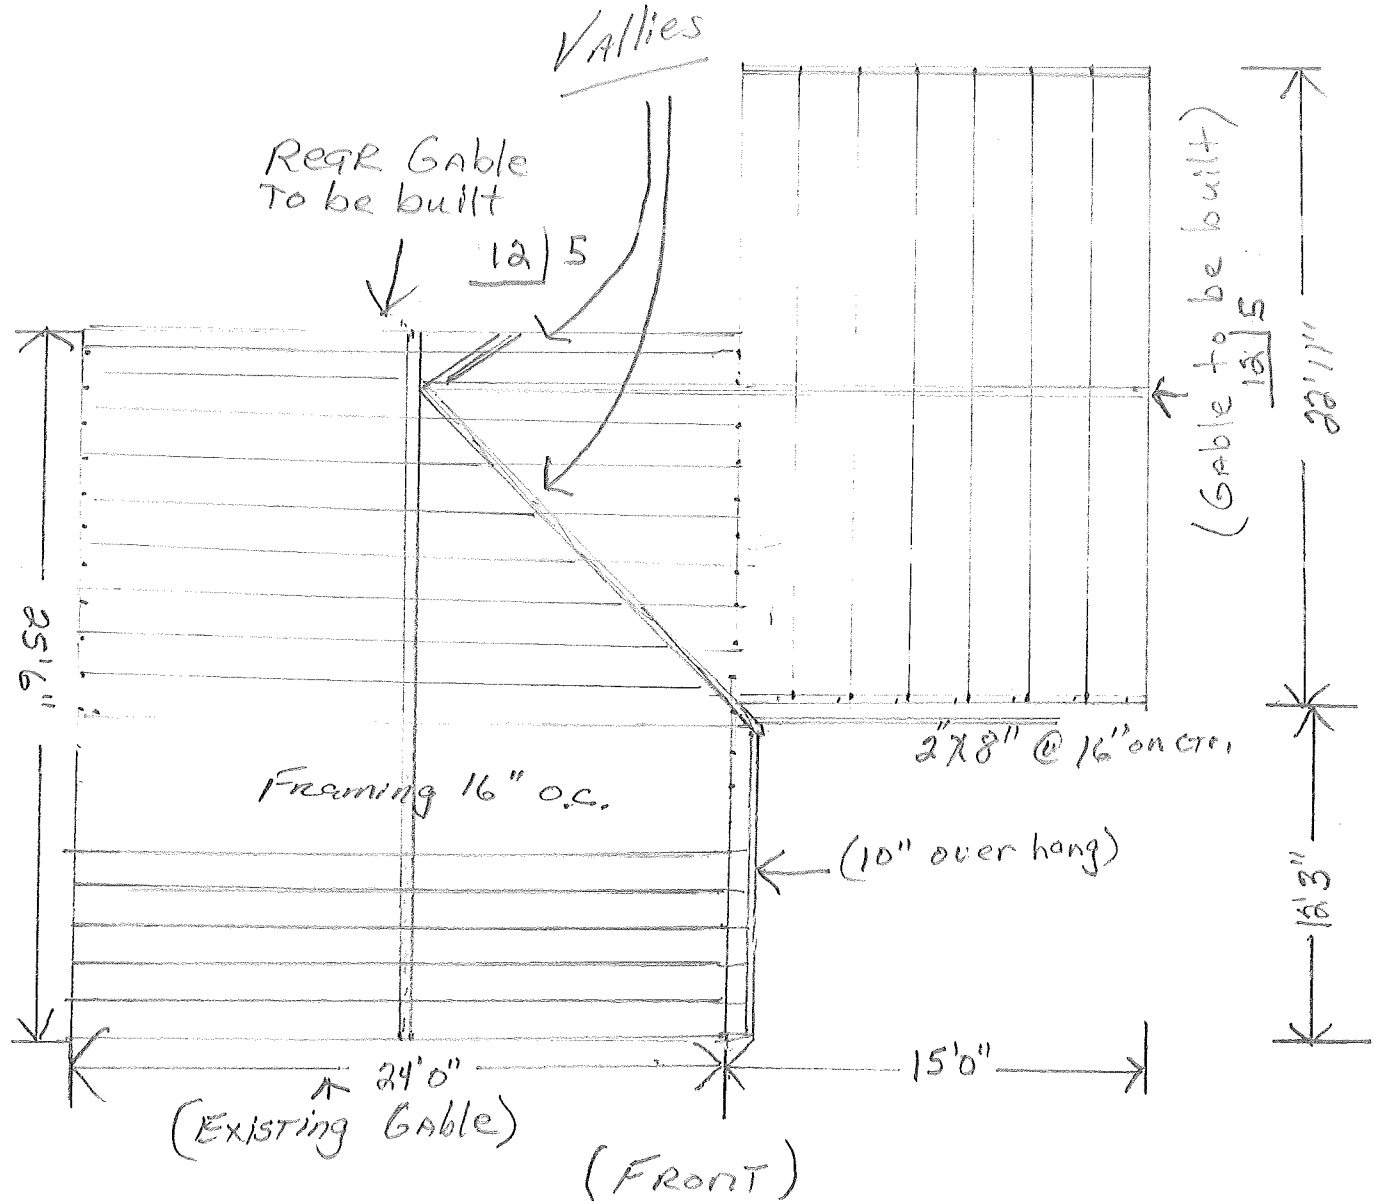 Vallies
Rear Gable
To be built
12 5
(Gable to be built)
12 5
22'11"
25'6"
2"x8" @ 16" on ctr.
Framing 16" o.c.
(10" over hang)
12'3"
24'0"
15'0"
(Existing Gable)
(Front)